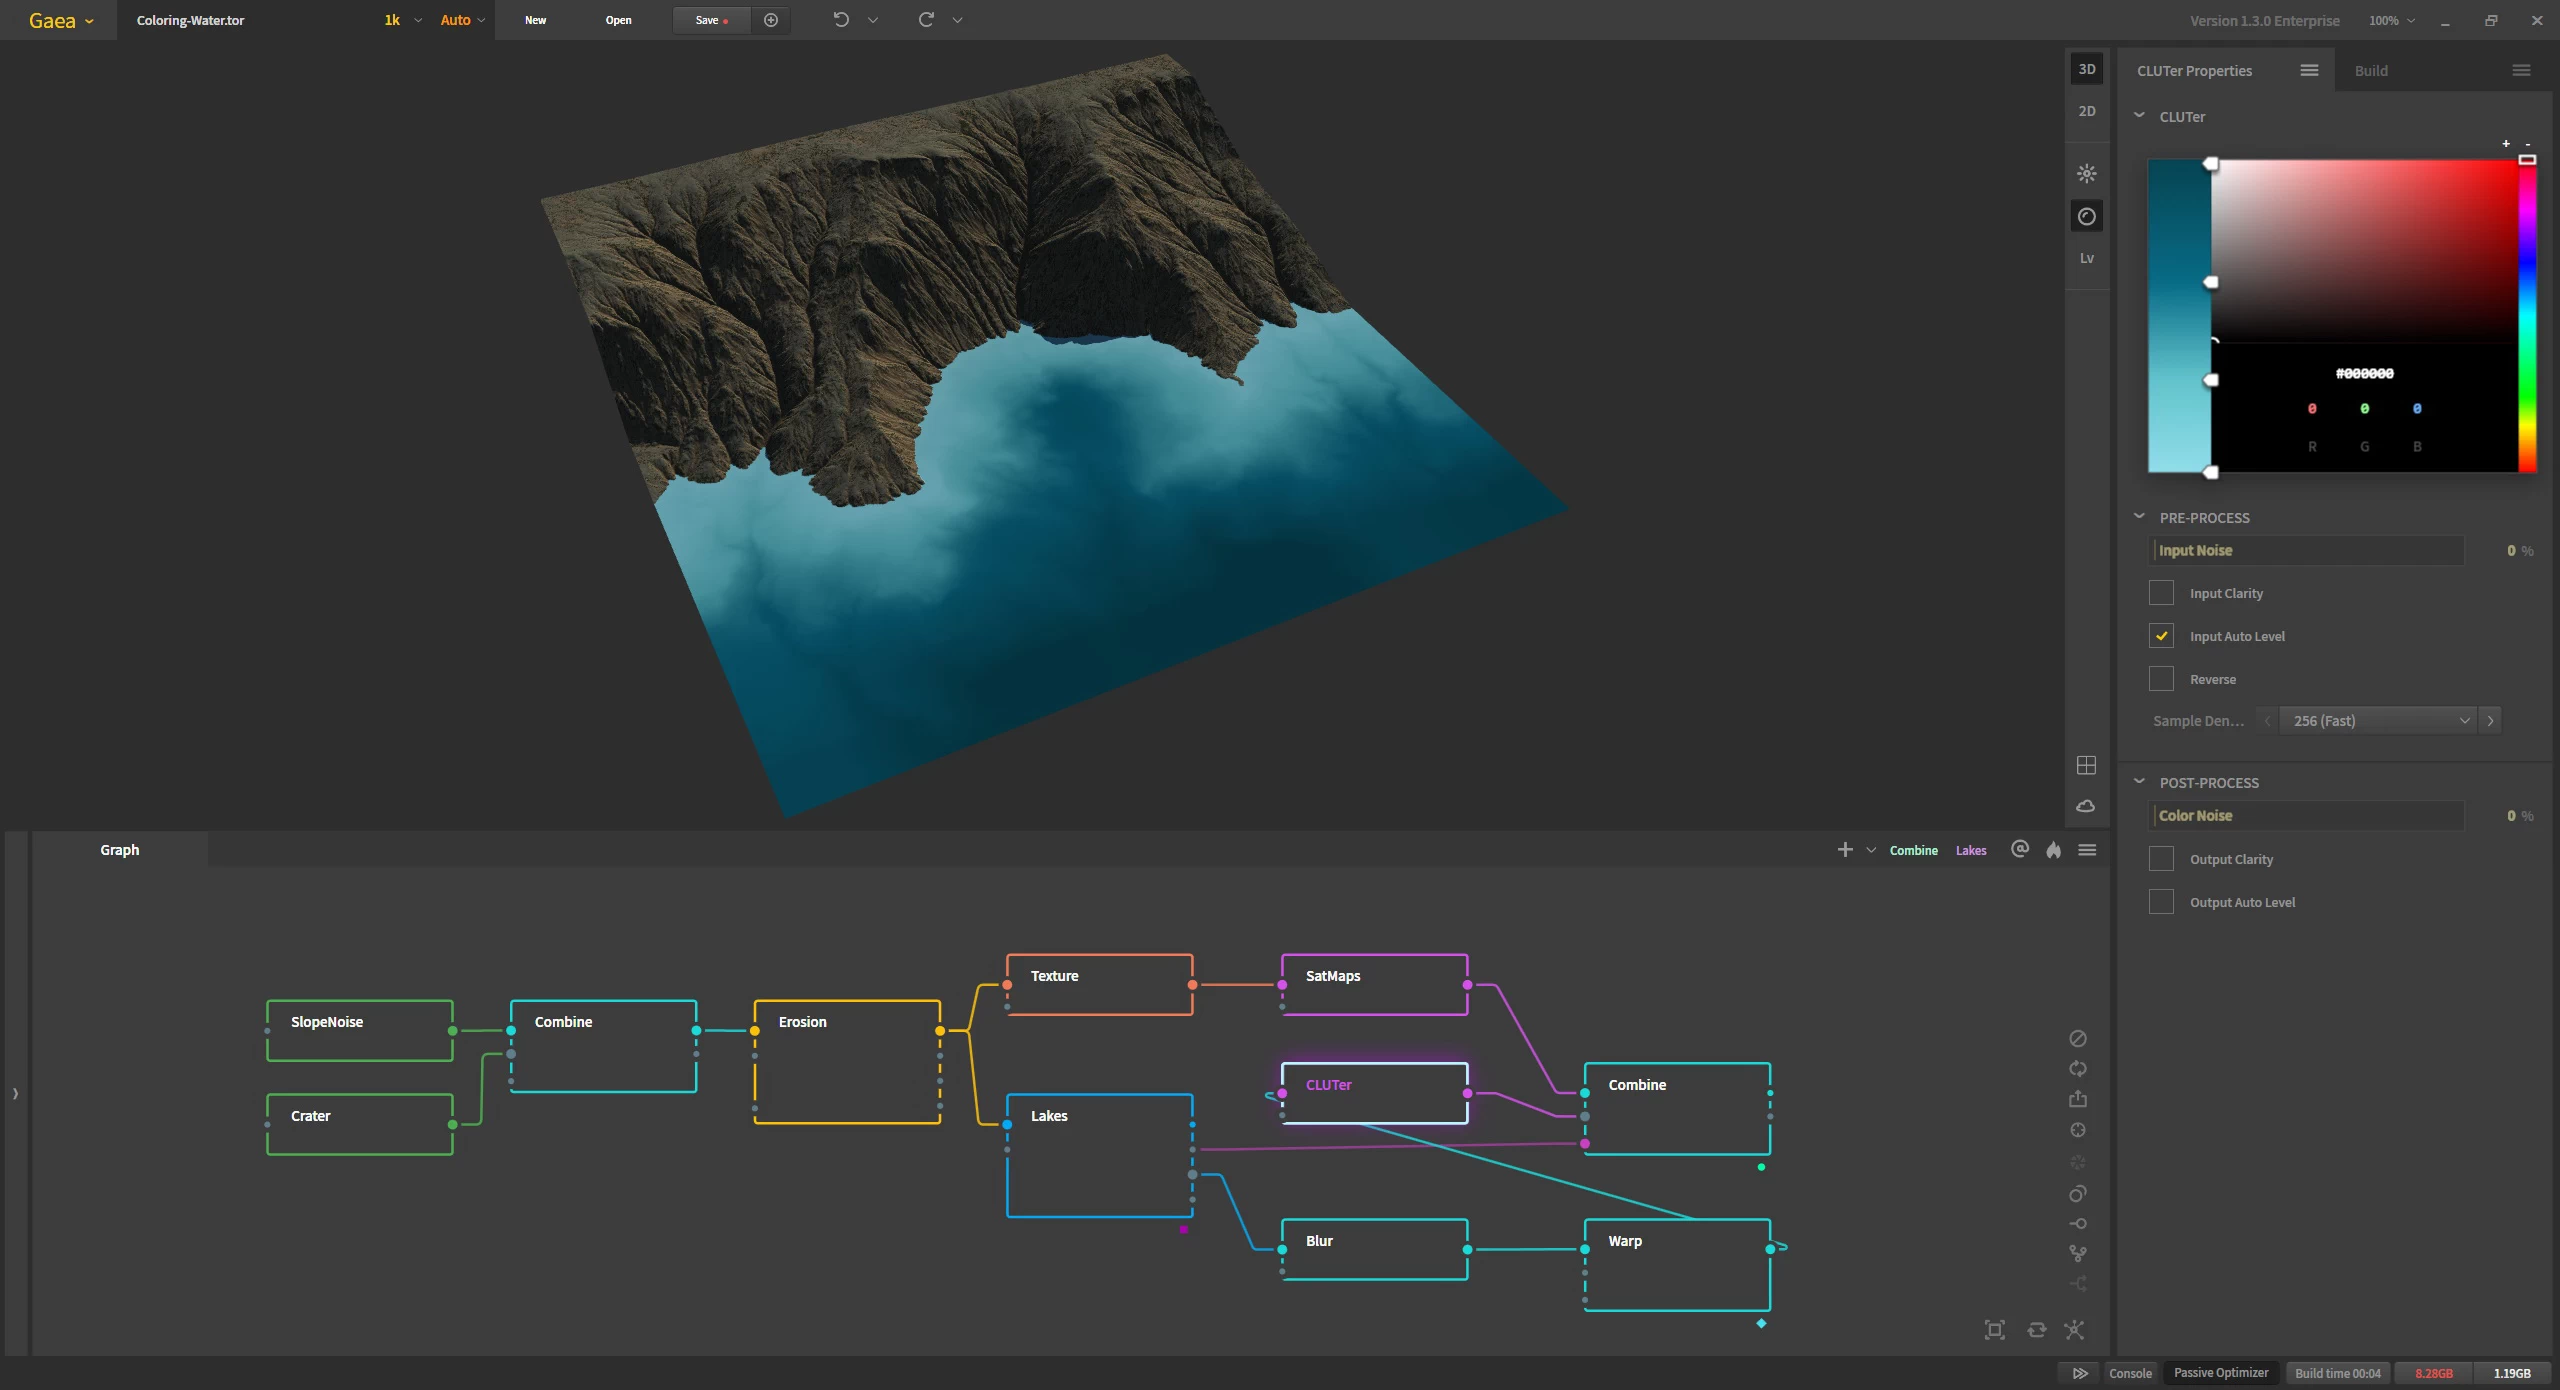 Gaea
Coloring-Water.tor
1k
Auto
New
Open
Save
Version 1.3.0 Enterprise
100%
3D
2D
Lv
CLUTer Properties
Build
CLUTer
+ -
#000000
0 0 0
R G B
PRE-PROCESS
Input Noise 0 %
Input Clarity
Input Auto Level
Reverse
Sample Den... 256 (Fast)
POST-PROCESS
Color Noise 0 %
Output Clarity
Output Auto Level
Graph
Combine Lakes
Texture
SatMaps
SlopeNoise
Combine
Erosion
CLUTer
Combine
Crater
Lakes
Blur
Warp
Console
Passive Optimizer
Build time 00:04
8.28GB
1.19GB